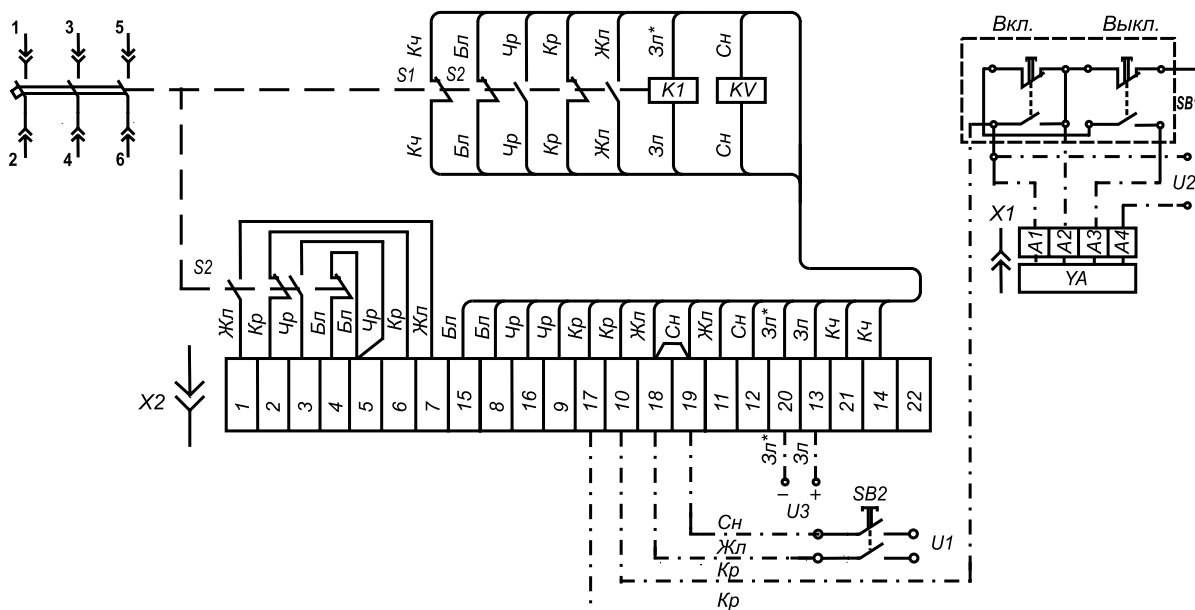 1 3 5
2 4 6
Кч Бл Чр Кр Жл Зл* Сн
S1 S2 K1 KV
Кч Бл Чр Кр Жл Зл Сн
Вкл. Выкл.
SB1
U2
X1
A1 A2 A3 A4
YA
S2
Жл Кр Чр Бл Бл Чр Кр Жл Бл Бл Чр Чр Кр Кр Жл Сн Жл Сн Зл* Зл Кч Кч
X2
1 2 3 4 5 6 7 15 8 16 9 17 10 18 19 11 12 20 13 21 14 22
Зл* Зл
– +
U3
SB2
Сн
U1
Жл
Кр
Кр